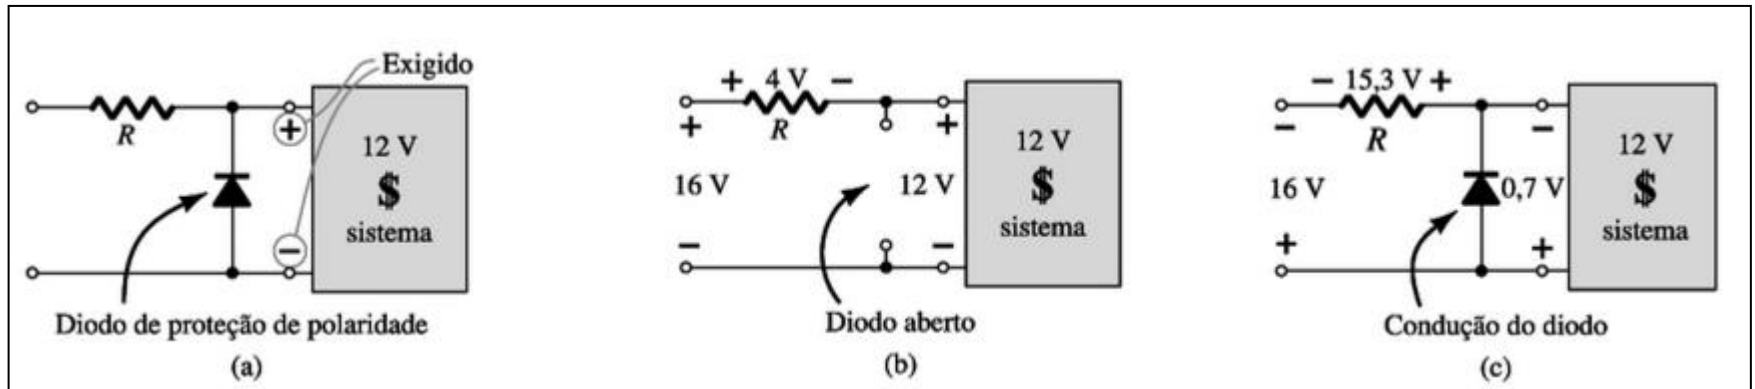 Exigido
R
+
−
12 V
$
sistema
Diodo de proteção de polaridade
(a)
+ 4 V −
R
+
16 V
−
+
12 V
−
12 V
$
sistema
Diodo aberto
(b)
− 15,3 V +
R
−
16 V
+
−
0,7 V
+
12 V
$
sistema
Condução do diodo
(c)